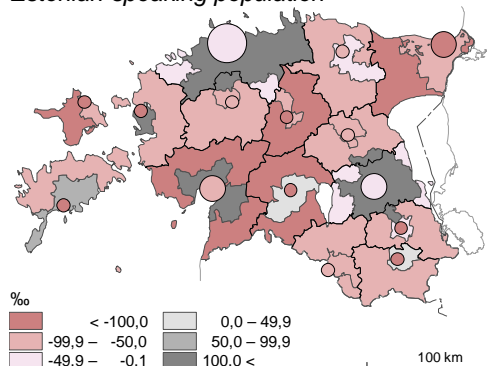 Estonian-speaking population
‰
< -100,0 0,0 – 49,9
-99,9 – -50,0 50,0 – 99,9
-49,9 – -0,1 100,0 <
100 km